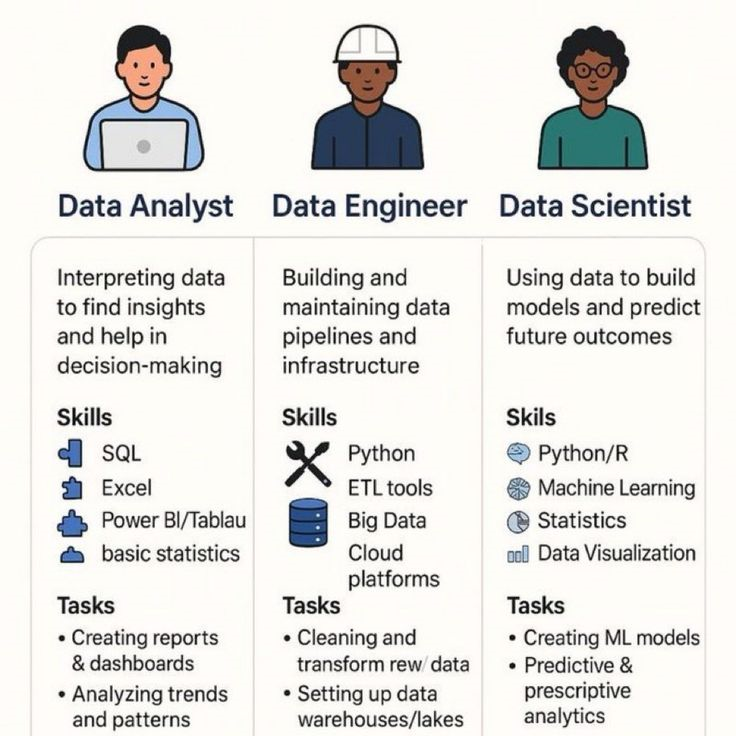 Data Analyst
Data Engineer
Data Scientist
Interpreting data
to find insights
and help in
decision-making
Skills
SQL
Excel
Power BI/Tablau
basic statistics
Tasks
• Creating reports
& dashboards
• Analyzing trends
and patterns
Building and
maintaining data
pipelines and
infrastructure
Skills
Python
ETL tools
Big Data
Cloud
platforms
Tasks
• Cleaning and
transform rew/data
• Setting up data
warehouses/lakes
Using data to build
models and predict
future outcomes
Skils
Python/R
Machine Learning
Statistics
Data Visualization
Tasks
• Creating ML models
• Predictive &
prescriptive
analytics